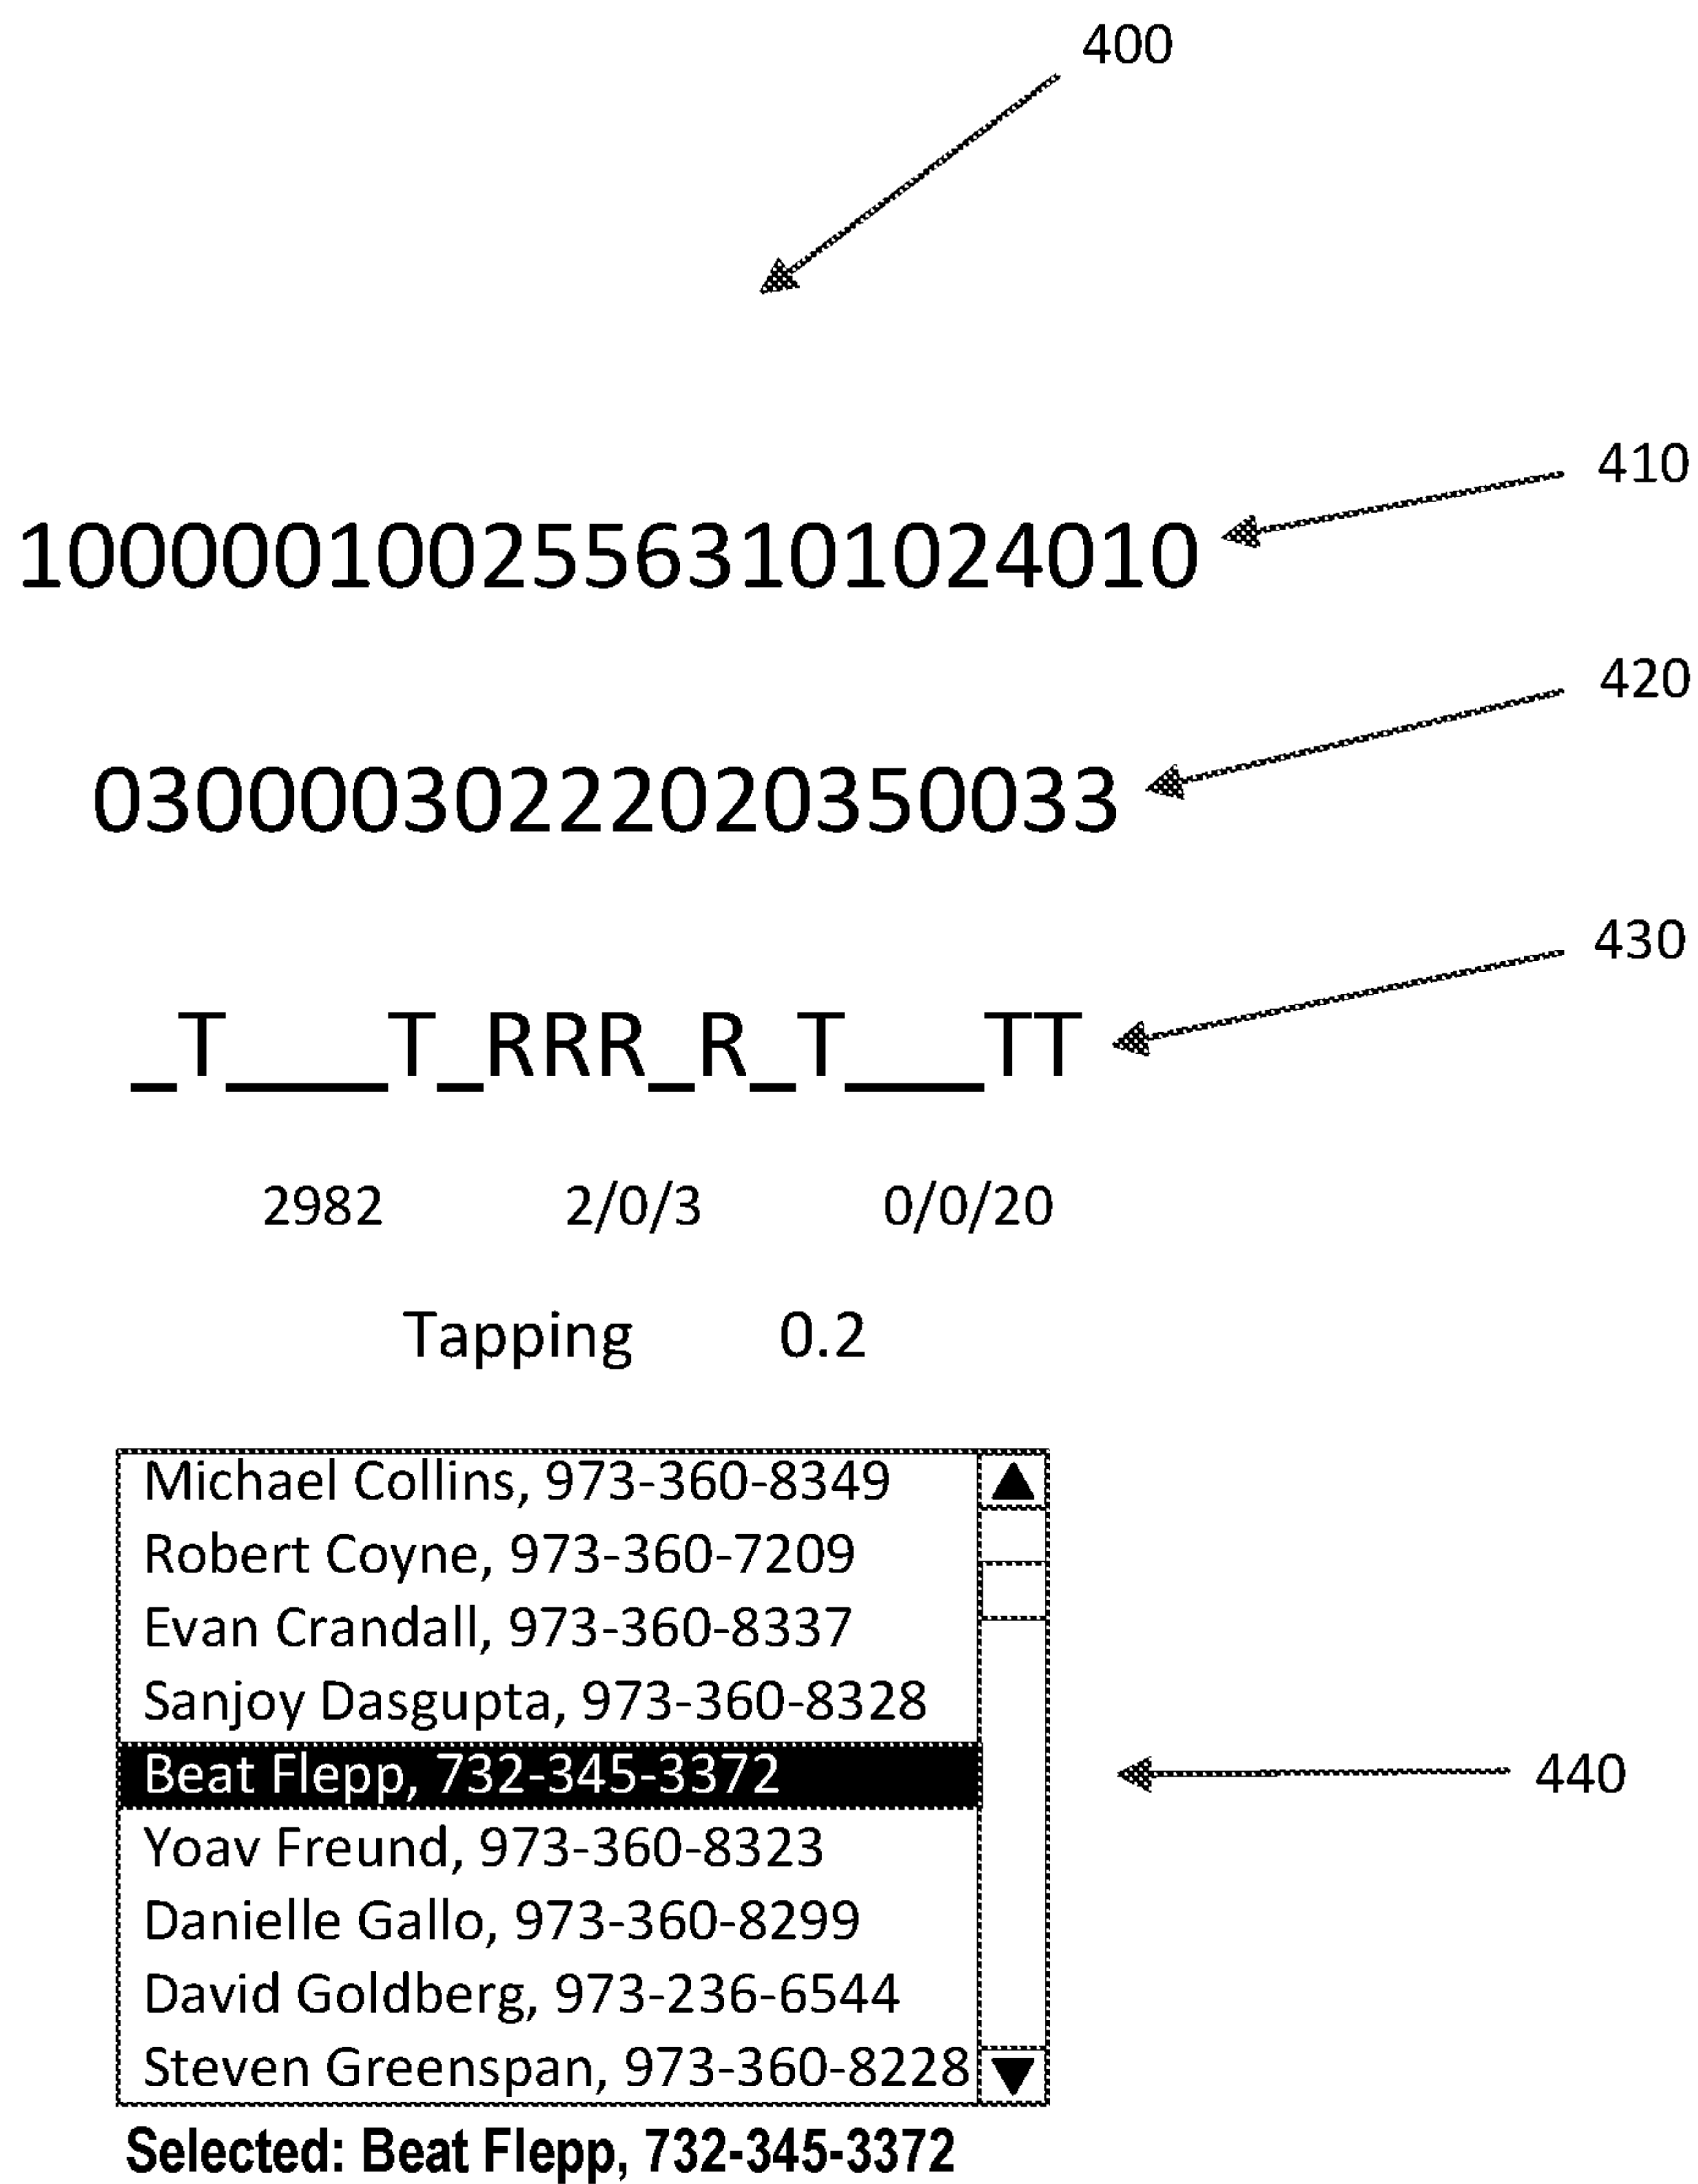 400
410
10000010025563101024010
420
03000030222020350033
430
_T____T_RRR_R_T___TT
2982 2/0/3 0/0/20
Tapping 0.2
Michael Collins, 973-360-8349
Robert Coyne, 973-360-7209
Evan Crandall, 973-360-8337
Sanjoy Dasgupta, 973-360-8328
Beat Flepp, 732-345-3372
440
Yoav Freund, 973-360-8323
Danielle Gallo, 973-360-8299
David Goldberg, 973-236-6544
Steven Greenspan, 973-360-8228
Selected: Beat Flepp, 732-345-3372